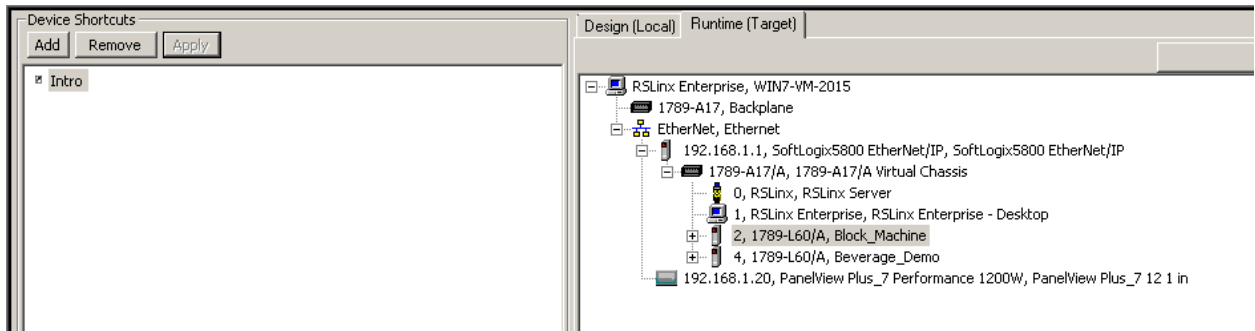 Device Shortcuts
Add Remove Apply
Intro
Design (Local) Runtime (Target)
RSLinx Enterprise, WIN7-VM-2015
1789-A17, Backplane
EtherNet, Ethernet
192.168.1.1, SoftLogix5800 EtherNet/IP, SoftLogix5800 EtherNet/IP
1789-A17/A, 1789-A17/A Virtual Chassis
0, RSLinx, RSLinx Server
1, RSLinx Enterprise, RSLinx Enterprise - Desktop
2, 1789-L60/A, Block_Machine
4, 1789-L60/A, Beverage_Demo
192.168.1.20, PanelView Plus_7 Performance 1200W, PanelView Plus_7 12 1 in